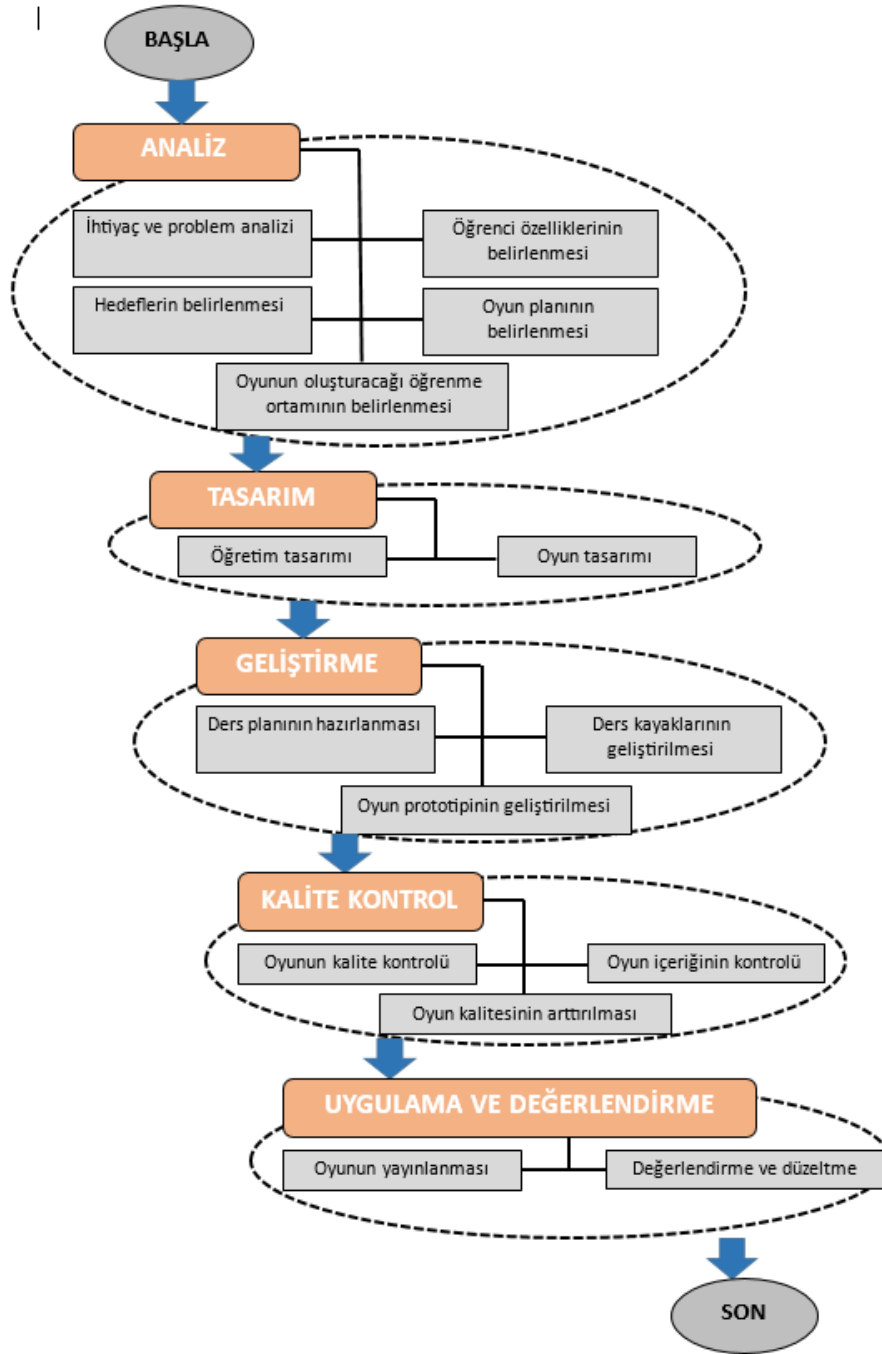 BAŞLA
ANALİZ
İhtiyaç ve problem analizi
Öğrenci özelliklerinin
belirlenmesi
Hedeflerin belirlenmesi
Oyun planının
belirlenmesi
Oyunun oluşturacağı öğrenme
ortamının belirlenmesi
TASARIM
Öğretim tasarımı
Oyun tasarımı
GELİŞTİRME
Ders planının hazırlanması
Ders kayaklarının
geliştirilmesi
Oyun prototipinin geliştirilmesi
KALİTE KONTROL
Oyunun kalite kontrolü
Oyun içeriğinin kontrolü
Oyun kalitesinin arttırılması
UYGULAMA VE DEĞERLENDİRME
Oyunun yayınlanması
Değerlendirme ve düzeltme
SON